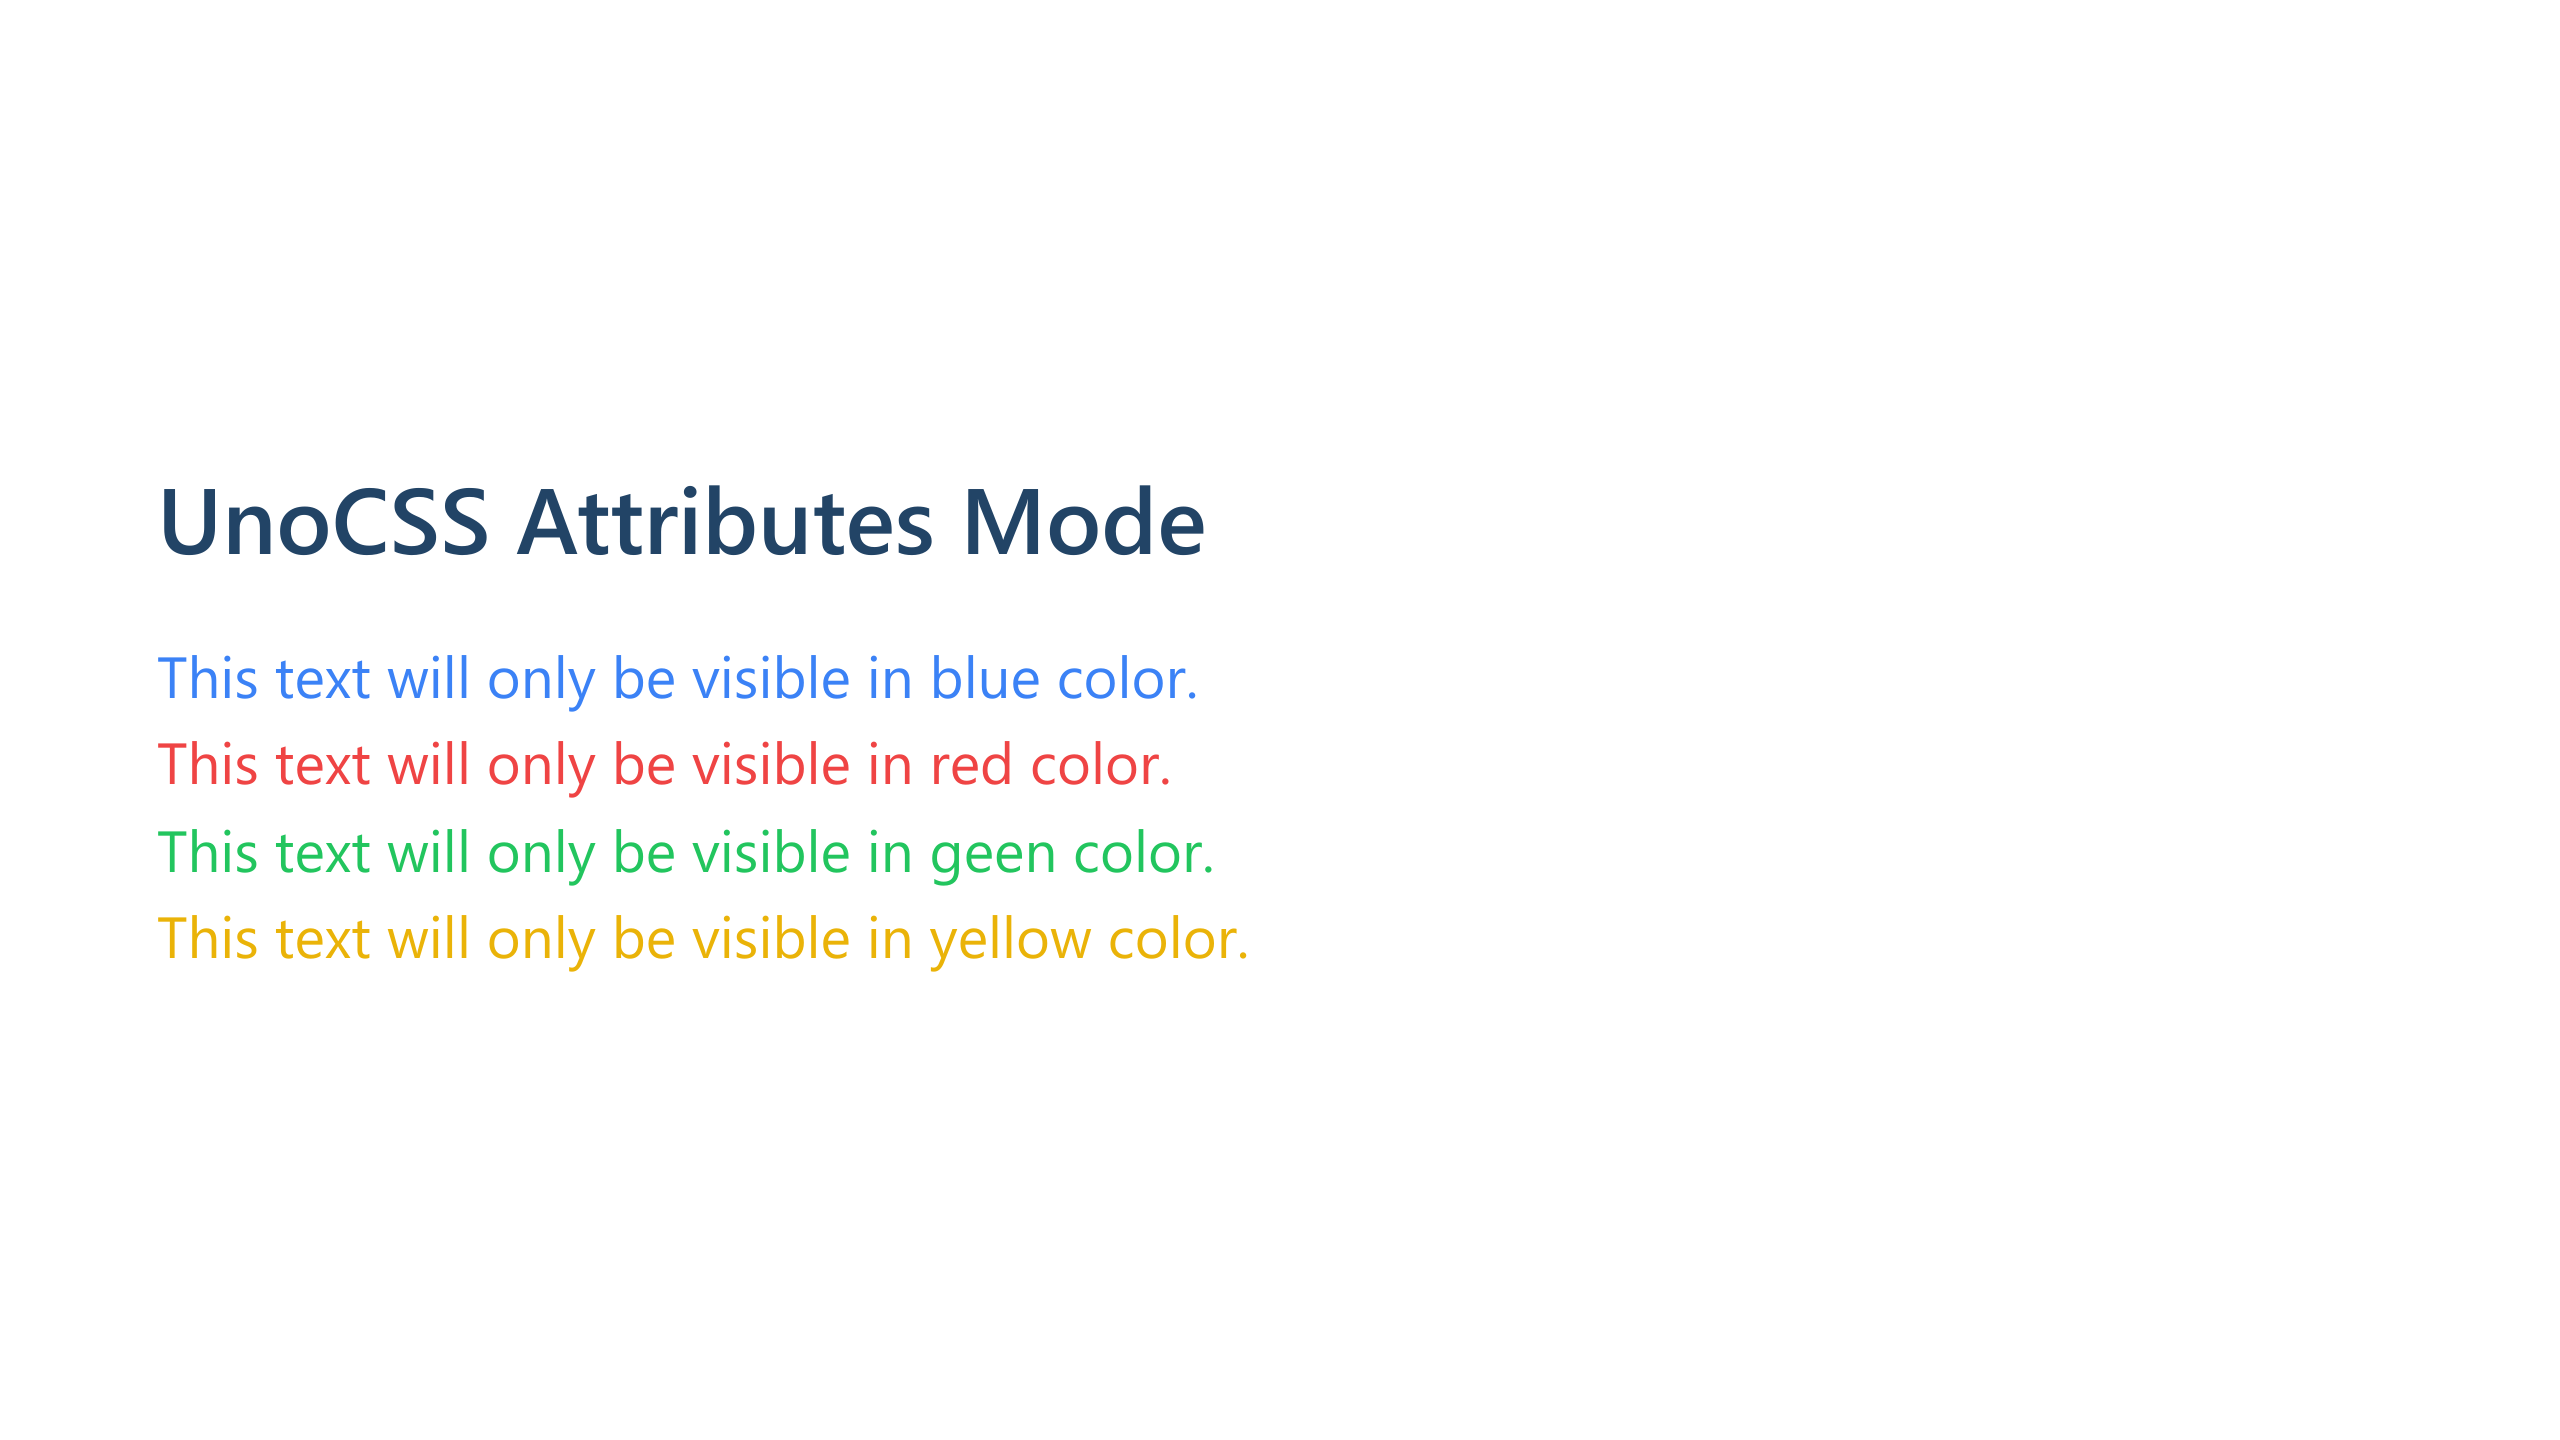 UnoCSS Attributes Mode
This text will only be visible in blue color.
This text will only be visible in red color.
This text will only be visible in geen color.
This text will only be visible in yellow color.